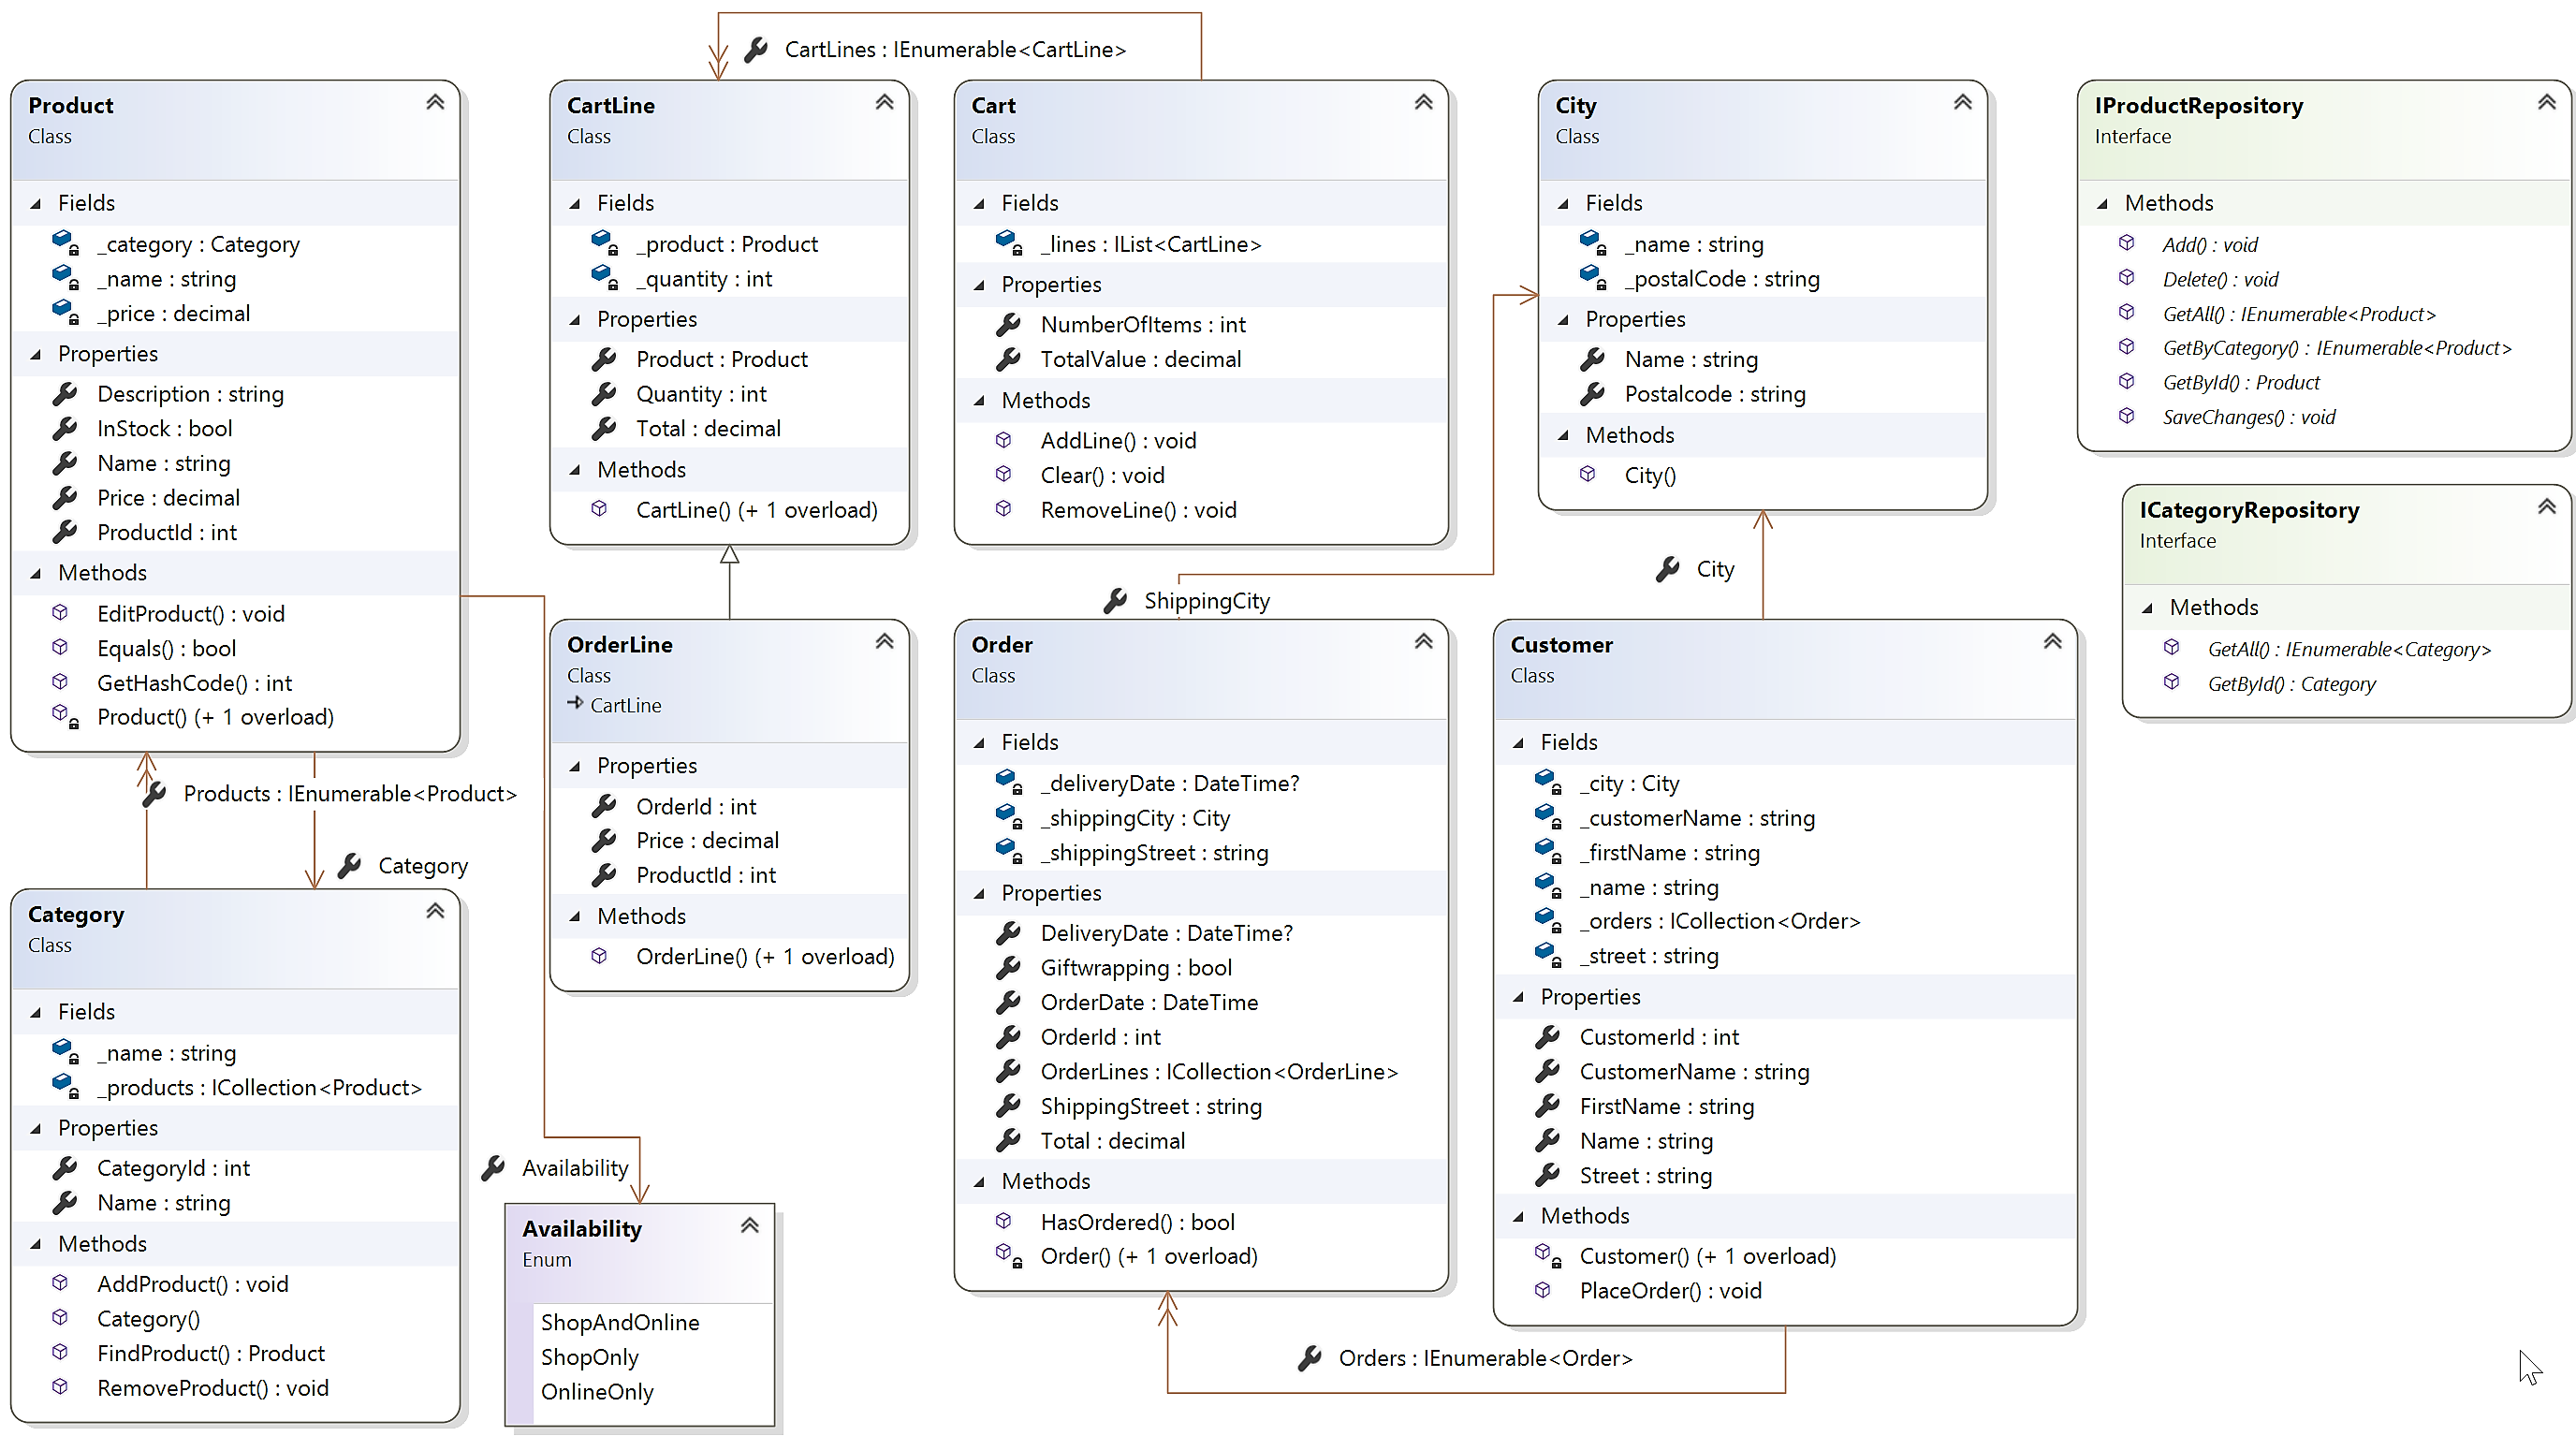 CartLines : IEnumerable<CartLine>
Product
Class
Fields
_category : Category
_name : string
_price : decimal
Properties
Description : string
InStock : bool
Name : string
Price : decimal
ProductId : int
Methods
EditProduct() : void
Equals() : bool
GetHashCode() : int
Product() (+ 1 overload)
Products : IEnumerable<Product>
Category
Category
Class
Fields
_name : string
_products : ICollection<Product>
Properties
CategoryId : int
Name : string
Methods
AddProduct() : void
Category()
FindProduct() : Product
RemoveProduct() : void
CartLine
Class
Fields
_product : Product
_quantity : int
Properties
Product : Product
Quantity : int
Total : decimal
Methods
CartLine() (+ 1 overload)
OrderLine
Class
CartLine
Properties
OrderId : int
Price : decimal
ProductId : int
Methods
OrderLine() (+ 1 overload)
Availability
Availability
Enum
ShopAndOnline
ShopOnly
OnlineOnly
Cart
Class
Fields
_lines : IList<CartLine>
Properties
NumberOfItems : int
TotalValue : decimal
Methods
AddLine() : void
Clear() : void
RemoveLine() : void
ShippingCity
Order
Class
Fields
_deliveryDate : DateTime?
_shippingCity : City
_shippingStreet : string
Properties
DeliveryDate : DateTime?
Giftwrapping : bool
OrderDate : DateTime
OrderId : int
OrderLines : ICollection<OrderLine>
ShippingStreet : string
Total : decimal
Methods
HasOrdered() : bool
Order() (+ 1 overload)
Orders : IEnumerable<Order>
City
Class
Fields
_name : string
_postalCode : string
Properties
Name : string
Postalcode : string
Methods
City()
City
Customer
Class
Fields
_city : City
_customerName : string
_firstName : string
_name : string
_orders : ICollection<Order>
_street : string
Properties
CustomerId : int
CustomerName : string
FirstName : string
Name : string
Street : string
Methods
Customer() (+ 1 overload)
PlaceOrder() : void
IProductRepository
Interface
Methods
Add() : void
Delete() : void
GetAll() : IEnumerable<Product>
GetByCategory() : IEnumerable<Product>
GetById() : Product
SaveChanges() : void
ICategoryRepository
Interface
Methods
GetAll() : IEnumerable<Category>
GetById() : Category